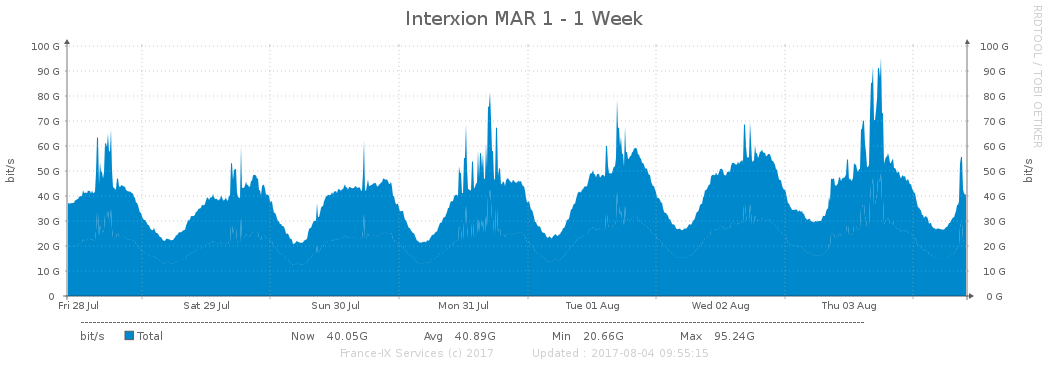 Interxion MAR 1 - 1 Week
RRDTOOL / TOBI OETIKER
bit/s
100 G 100 G
90 G 90 G
80 G 80 G
70 G 70 G
60 G 60 G
50 G 50 G
40 G 40 G
30 G 30 G
20 G 20 G
10 G 10 G
0 0 G
bit/s
Fri 28 Jul Sat 29 Jul Sun 30 Jul Mon 31 Jul Tue 01 Aug Wed 02 Aug Thu 03 Aug
bit/s Total Now 40.05G Avg 40.89G Min 20.66G Max 95.24G
France-IX Services (c) 2017 Updated : 2017-08-04 09:55:15